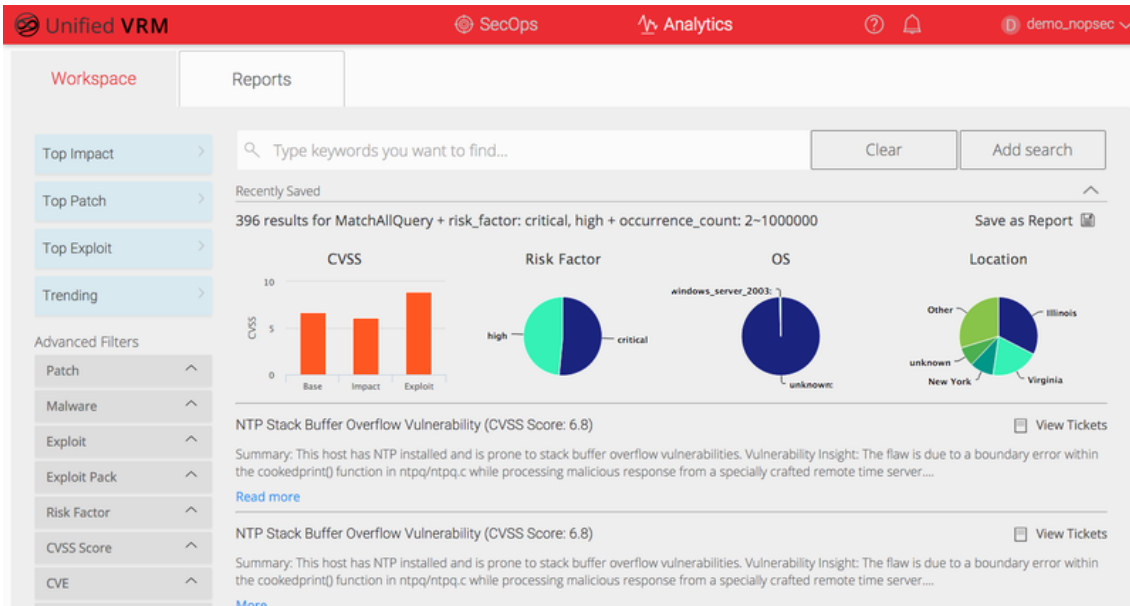 Unified VRM
SecOps
Analytics
D demo_nopsec
Workspace
Reports
Top Impact
Top Patch
Top Exploit
Trending
Advanced Filters
Patch
Malware
Exploit
Exploit Pack
Risk Factor
CVSS Score
CVE
Type keywords you want to find...
Clear
Add search
Recently Saved
396 results for MatchAllQuery + risk_factor: critical, high + occurrence_count: 2~1000000
Save as Report
CVSS
10
5
0
CVSS
Base
Impact
Exploit
Risk Factor
high
critical
OS
windows_server_2003:
unknown:
Location
Other
Illinois
unknown
New York
Virginia
NTP Stack Buffer Overflow Vulnerability (CVSS Score: 6.8)
View Tickets
Summary: This host has NTP installed and is prone to stack buffer overflow vulnerabilities. Vulnerability Insight: The flaw is due to a boundary error within
the cookedprint() function in ntpq/ntpq.c while processing malicious response from a specially crafted remote time server....
Read more
NTP Stack Buffer Overflow Vulnerability (CVSS Score: 6.8)
View Tickets
Summary: This host has NTP installed and is prone to stack buffer overflow vulnerabilities. Vulnerability Insight: The flaw is due to a boundary error within
the cookedprint() function in ntpq/ntpq.c while processing malicious response from a specially crafted remote time server....
More